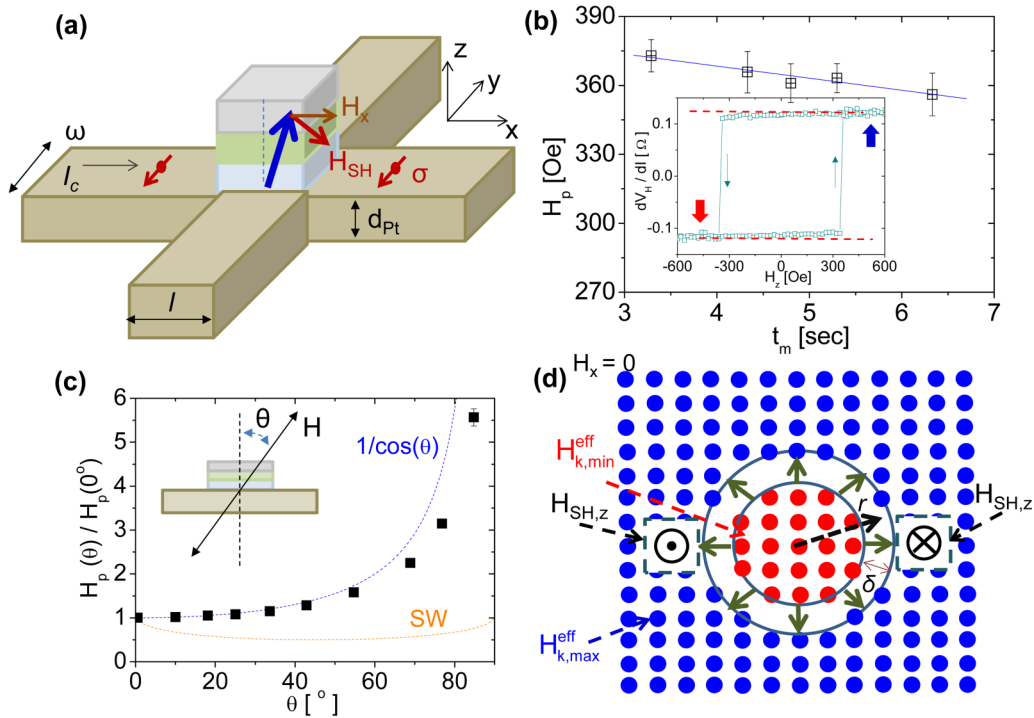 (a)
z
y
x
ω
I_c
H_x
H_SH
σ
d_Pt
l
(b)
390
360
330
300
270
H_p [Oe]
3 4 5 6 7
t_m [sec]
0.1
0.0
-0.1
dV_H / dI [ Ω ]
-600 -300 0 300 600
H_z [Oe]
(c)
6
5
4
3
2
1
0
H_p (θ) / H_p(0°)
θ
H
1/cos(θ)
SW
0 20 40 60 80
θ [ ° ]
(d)
H_x = 0
H_k,min^eff
H_SH,z
H_SH,z
r
δ
H_k,max^eff